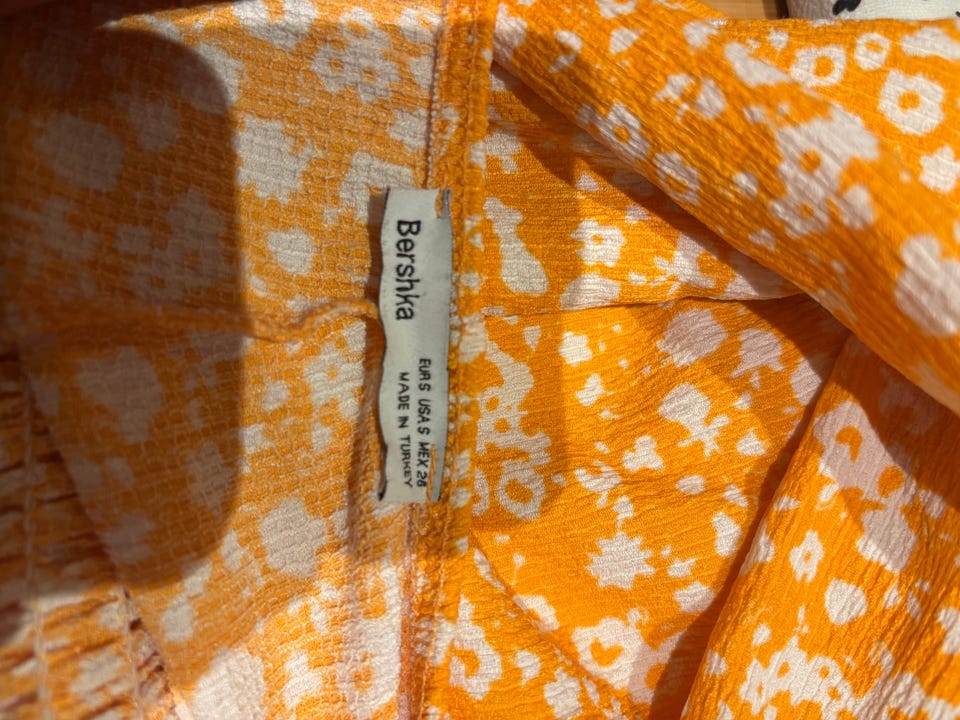 Bershka
EUR S USA S MEX 26
MADE IN TURKEY